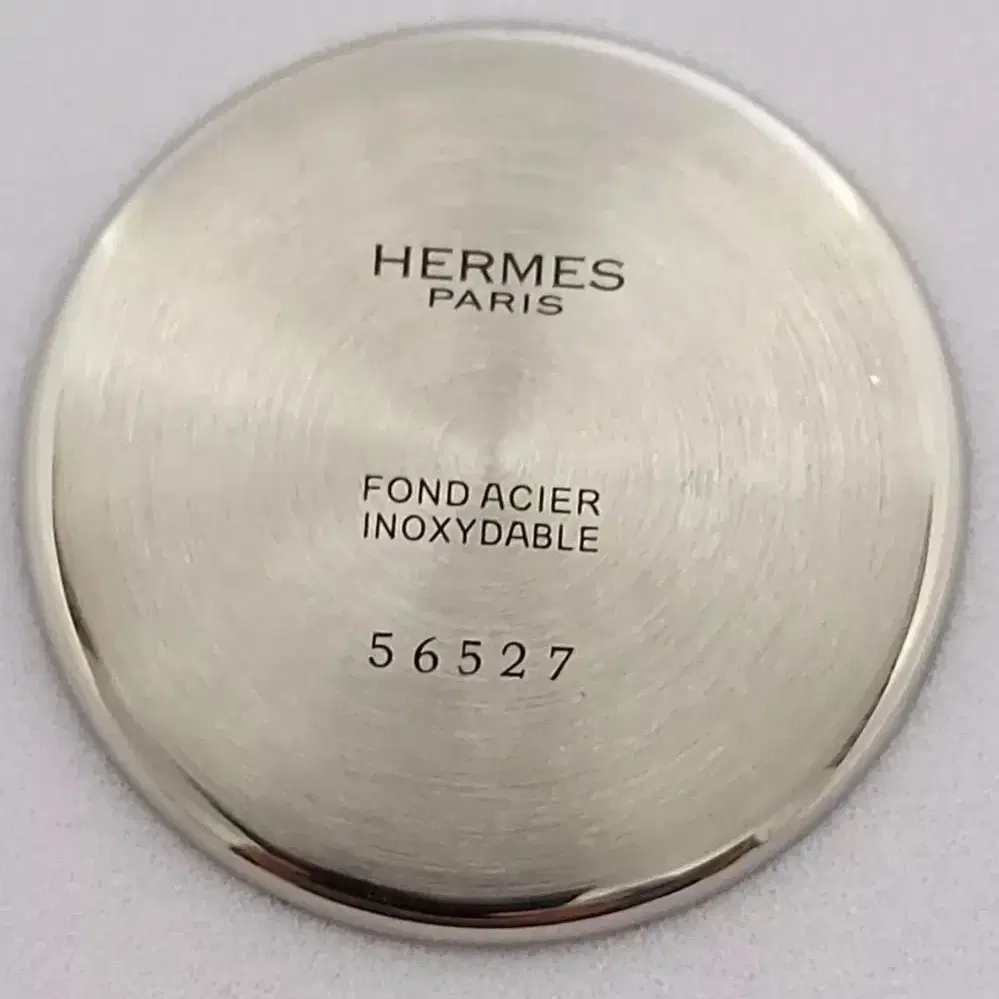 HERMES
PARIS
FOND ACIER
INOXYDABLE
56527